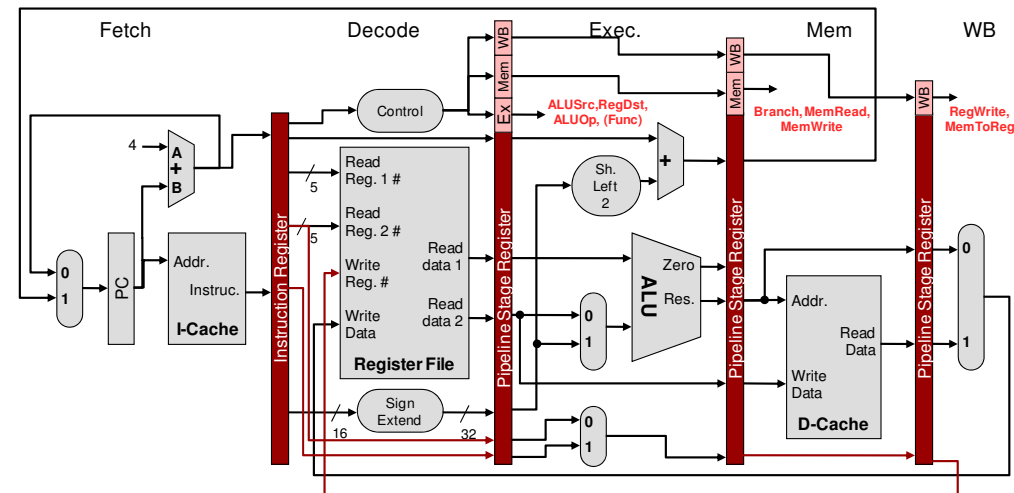 Fetch
Decode
Exec.
Mem
WB
WB
Mem
Ex
WB
Mem
WB
ALUSrc,RegDst,
ALUOp, (Func)
Branch, MemRead,
MemWrite
RegWrite,
MemToReg
Control
4
A
+
B
+
Sh.
Left
2
0
1
PC
Addr.
Instruc.
I-Cache
Instruction Register
5
5
Read
Reg. 1 #
Read
Reg. 2 #
Write
Reg. #
Write
Data
Read
data 1
Read
data 2
Register File
16
Sign
Extend
32
Pipeline Stage Register
0
1
ALU
Zero
Res.
0
1
Pipeline Stage Register
Addr.
Read
Data
Write
Data
D-Cache
Pipeline Stage Register
0
1